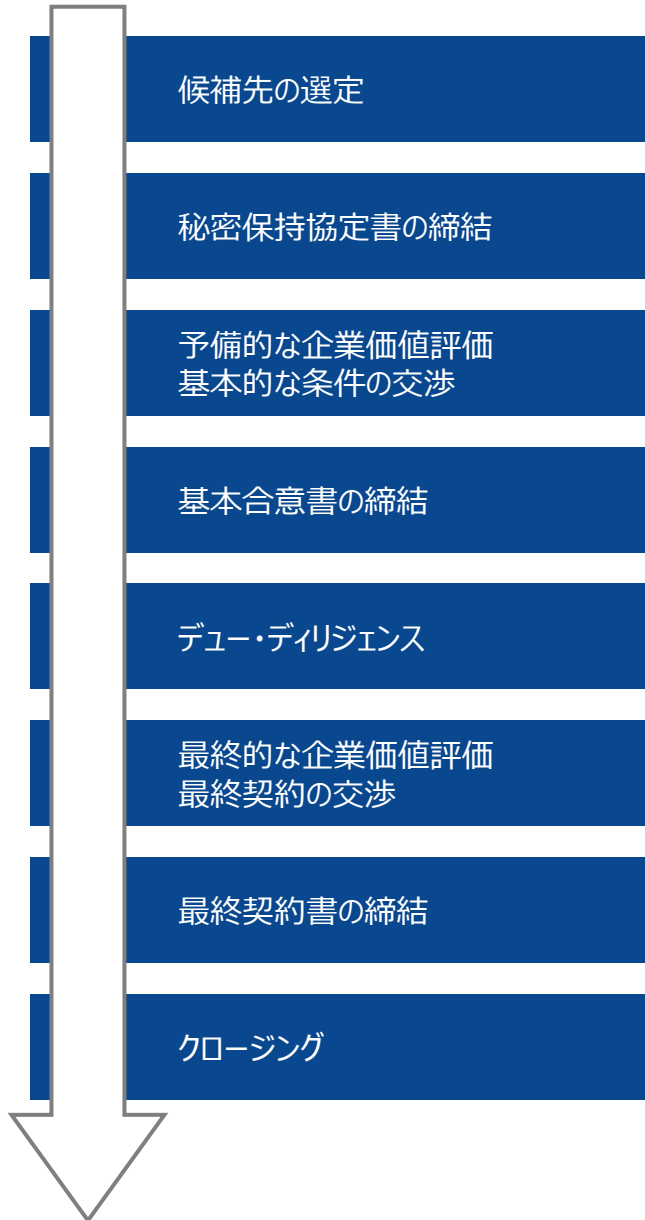 候補先の選定
秘密保持協定書の締結
予備的な企業価値評価
基本的な条件の交渉
基本合意書の締結
デュー・ディリジェンス
最終的な企業価値評価
最終契約の交渉
最終契約書の締結
クロージング